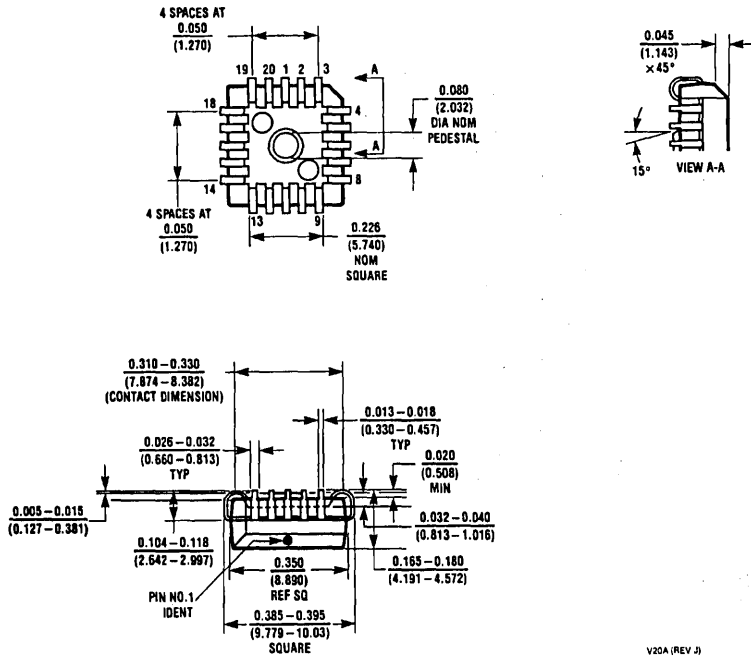 4 SPACES AT
0.050
(1.270)
19 20 1 2 3
A
0.080
(2.032)
DIA NOM
PEDESTAL
18
4
A
14
8
4 SPACES AT
0.050
(1.270)
13
9
0.226
(5.740)
NOM
SQUARE
0.045
(1.143)
×45°
15°
VIEW A-A
0.310–0.330
(7.874–8.382)
(CONTACT DIMENSION)
0.013–0.018
(0.330–0.457)
TYP
0.026–0.032
(0.660–0.813)
TYP
0.020
(0.508)
MIN
0.005–0.015
(0.127–0.381)
0.032–0.040
(0.813–1.016)
0.104–0.118
(2.642–2.997)
0.165–0.180
(4.191–4.572)
PIN NO.1
IDENT
0.350
(8.890)
REF SQ
0.385–0.395
(9.779–10.03)
SQUARE
V20A (REV J)